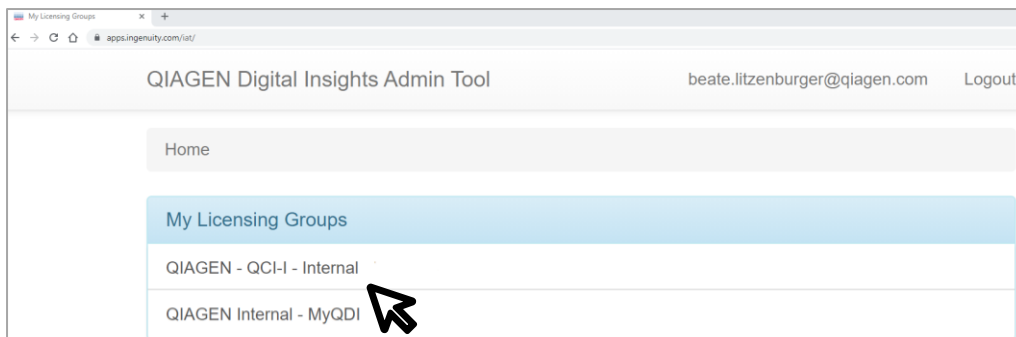 My Licensing Groups
apps.ingenuity.com/iat/
QIAGEN Digital Insights Admin Tool beate.litzenburger@qiagen.com Logout
Home
My Licensing Groups
QIAGEN - QCI-I - Internal
QIAGEN Internal - MyQDI